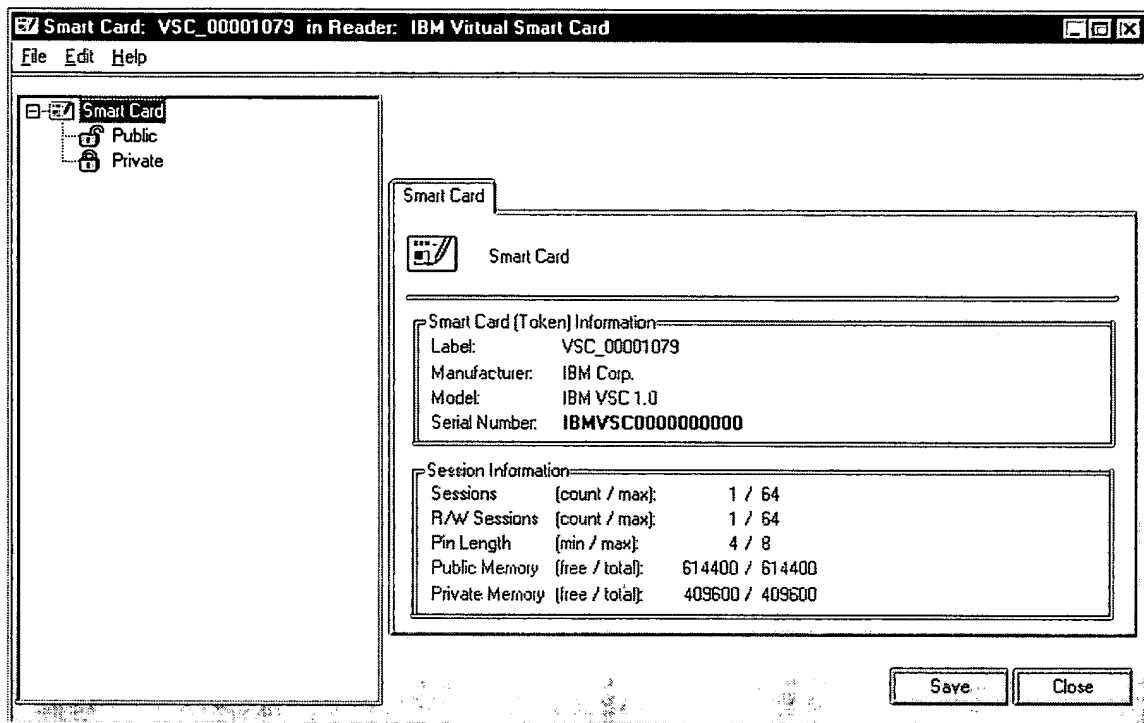 Smart Card: VSC_00001079 in Reader: IBM Virtual Smart Card
File Edit Help
Smart Card
Public
Private
Smart Card
Smart Card
Smart Card (Token) Information
Label: VSC_00001079
Manufacturer: IBM Corp.
Model: IBM VSC 1.0
Serial Number: IBMVSC0000000000
Session Information
Sessions (count / max): 1 / 64
R/W Sessions (count / max): 1 / 64
Pin Length (min / max): 4 / 8
Public Memory (free / total): 614400 / 614400
Private Memory (free / total): 409600 / 409600
Save Close